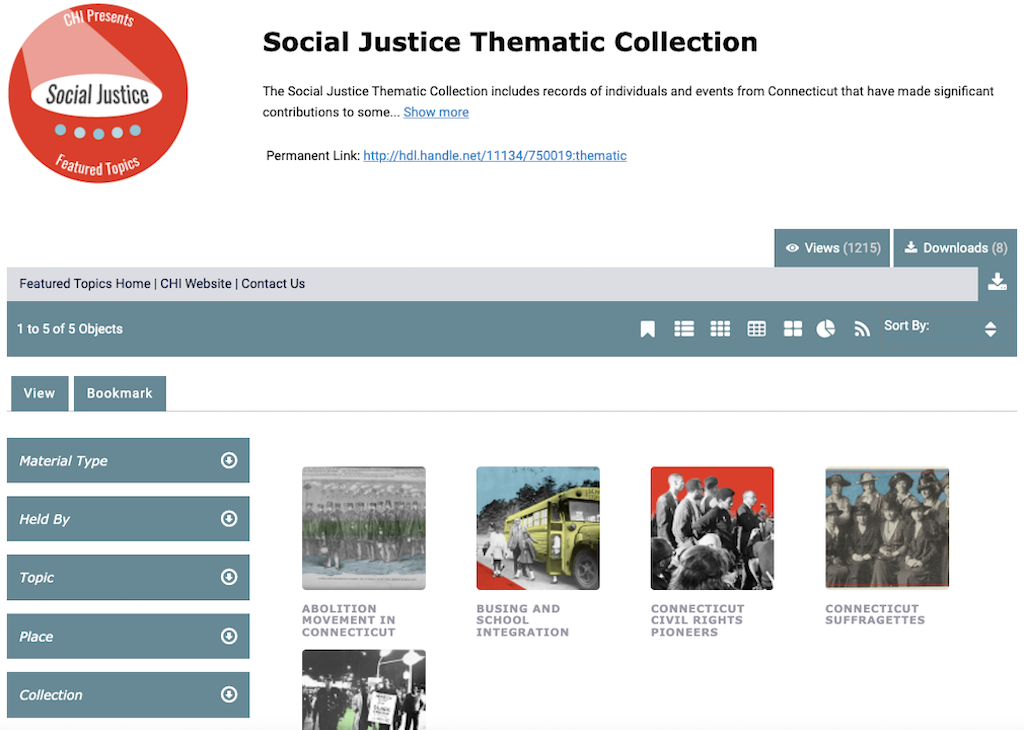 CHI Presents
Social Justice
Featured Topics
Social Justice Thematic Collection
The Social Justice Thematic Collection includes records of individuals and events from Connecticut that have made significant
contributions to some... Show more
Permanent Link: http://hdl.handle.net/11134/750019:thematic
Views (1215)
Downloads (8)
Featured Topics Home | CHI Website | Contact Us
1 to 5 of 5 Objects
Sort By:
View
Bookmark
Material Type
Held By
Topic
Place
Collection
ABOLITION
MOVEMENT IN
CONNECTICUT
BUSING AND
SCHOOL
INTEGRATION
CONNECTICUT
CIVIL RIGHTS
PIONEERS
CONNECTICUT
SUFFRAGETTES